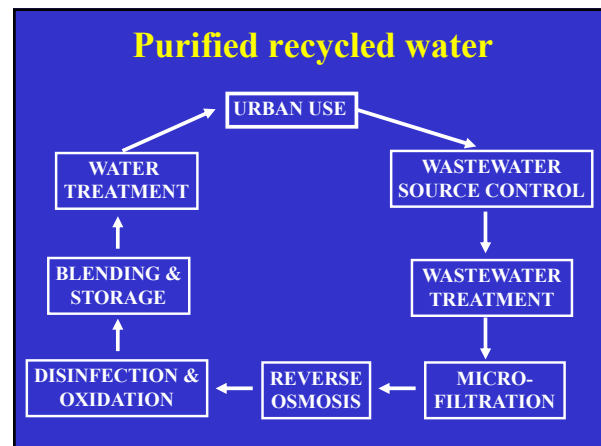 Purified recycled water
URBAN USE
WASTEWATER
SOURCE CONTROL
WASTEWATER
TREATMENT
MICRO-
FILTRATION
REVERSE
OSMOSIS
DISINFECTION &
OXIDATION
BLENDING &
STORAGE
WATER
TREATMENT